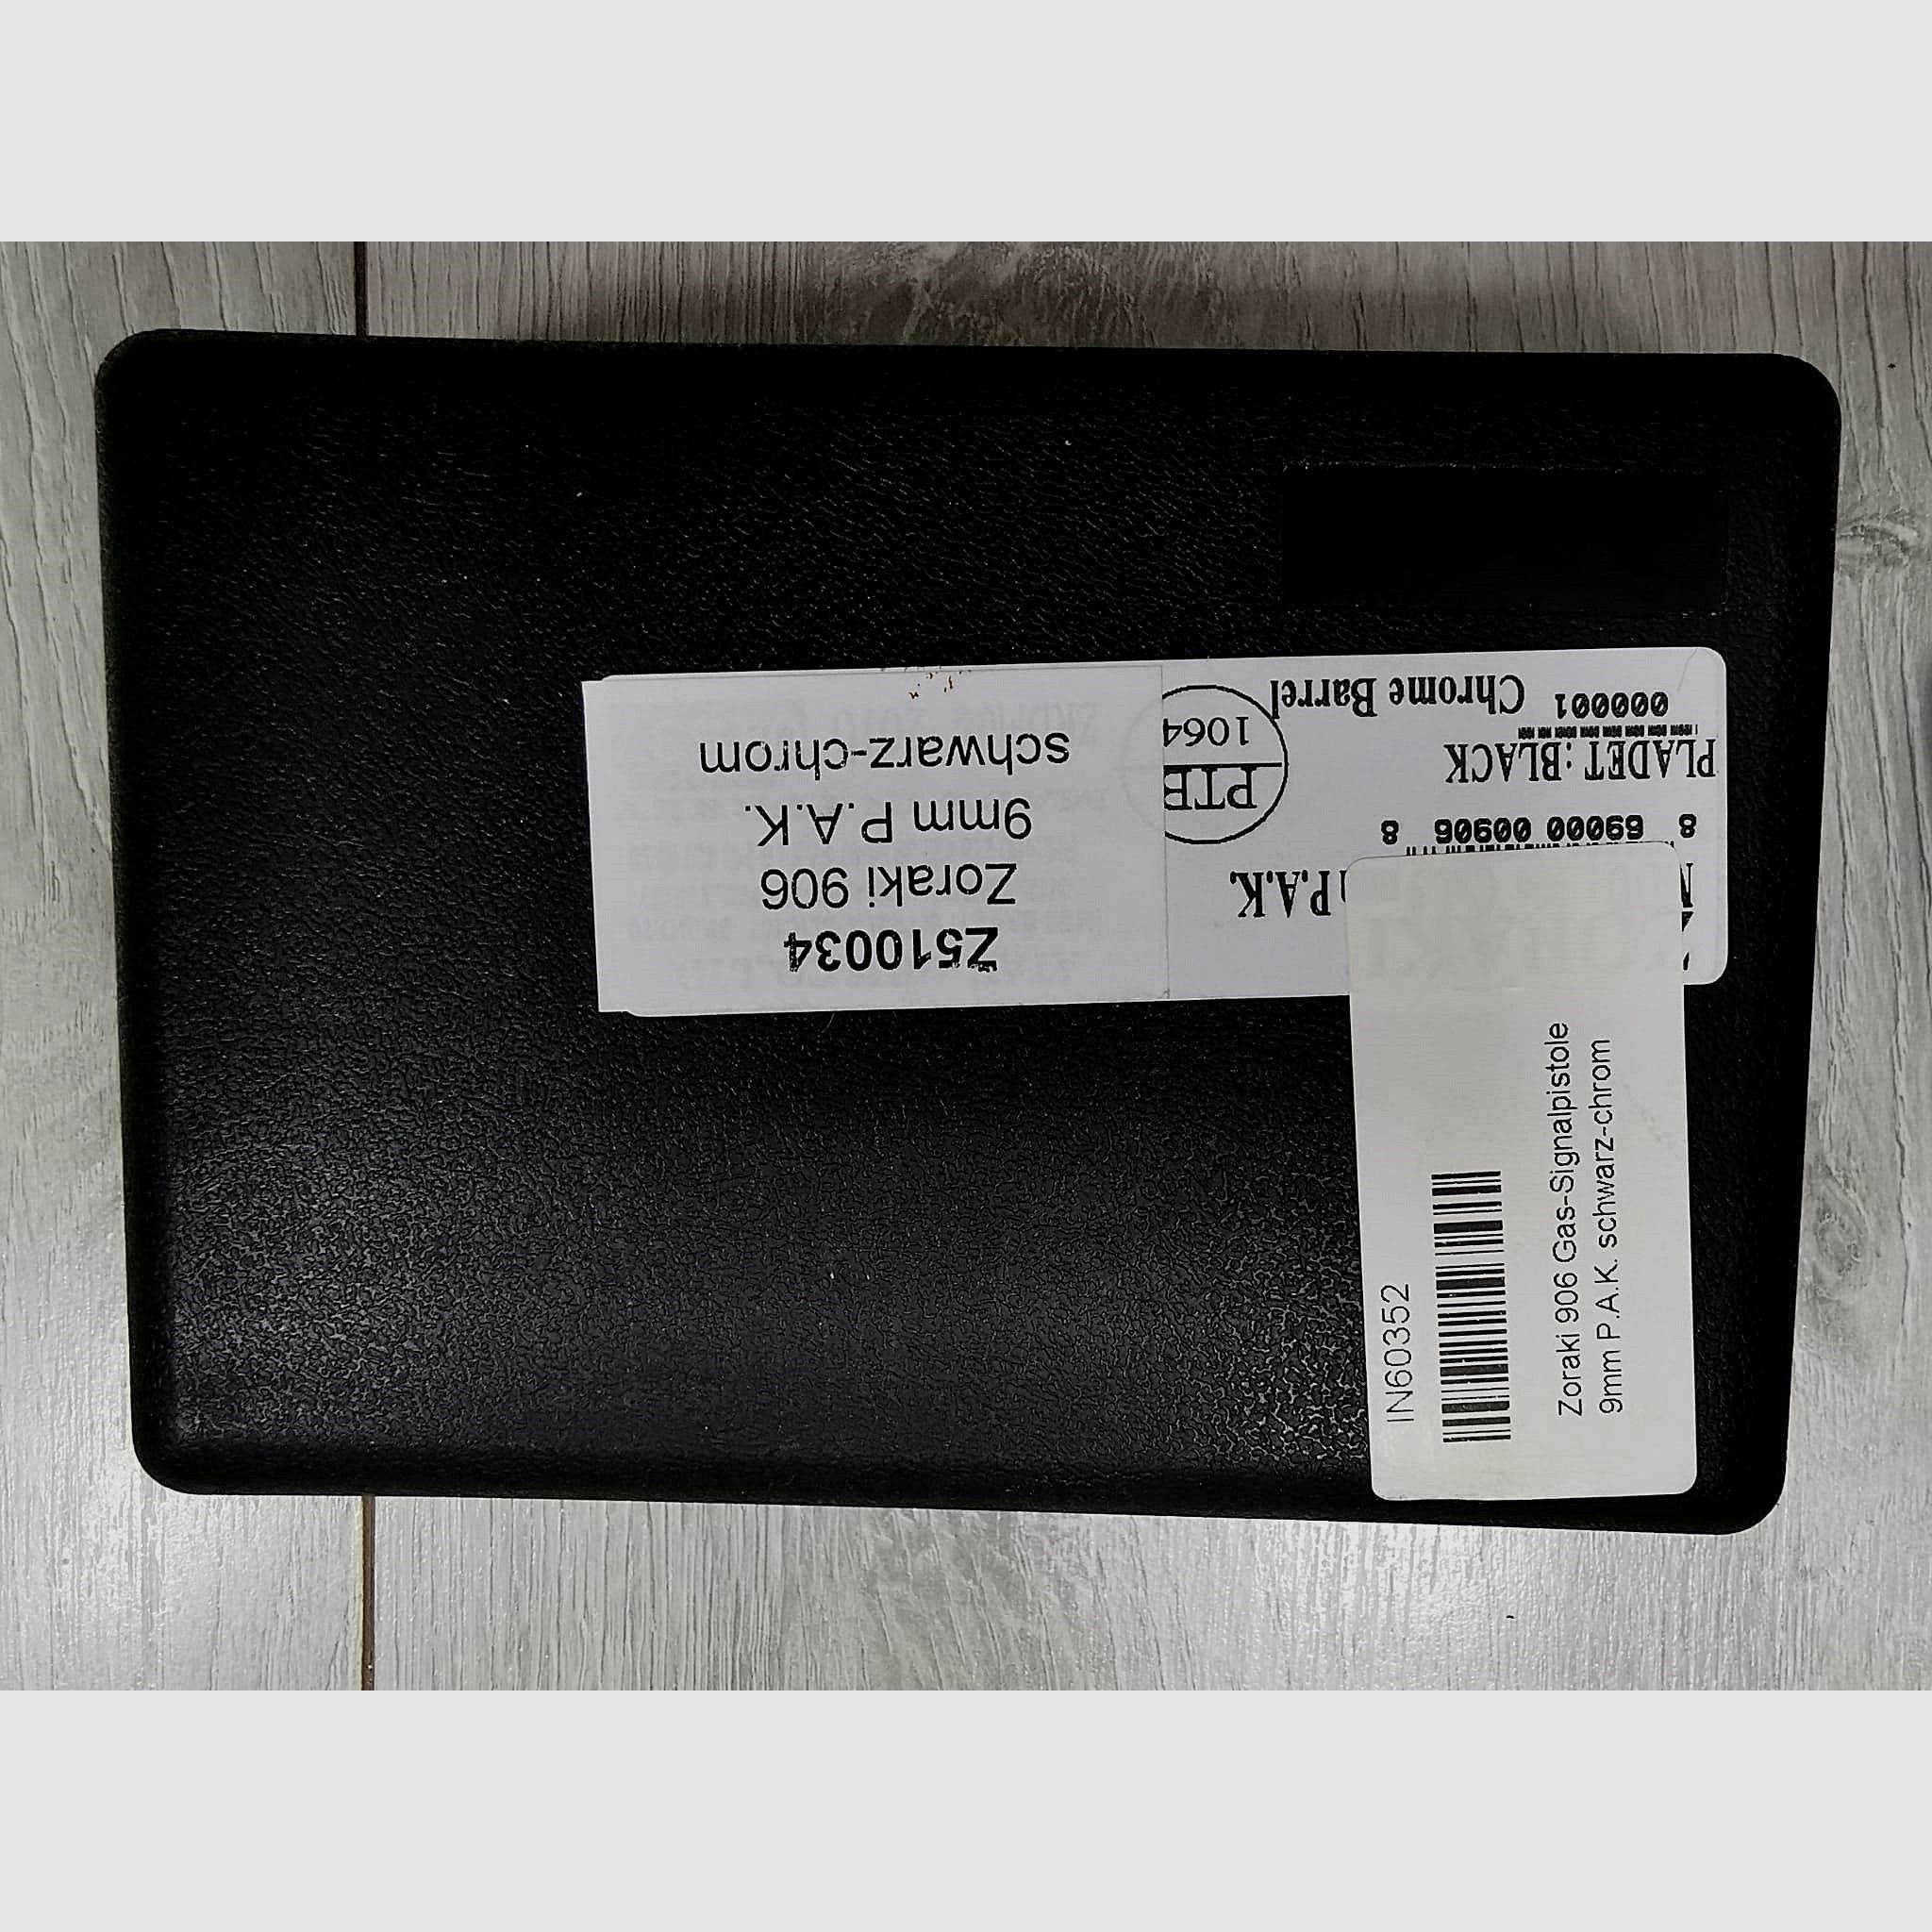 Z510034
Zoraki 906
9mm P.A.K.
schwarz-chrom
P.A.K.
8 69000 00906 8
PTB
1064
PLADET : BLACK
000001 Chrome Barrel
IN60352
Zoraki 906 Gas-Signalpistole
9mm P.A.K. schwarz-chrom